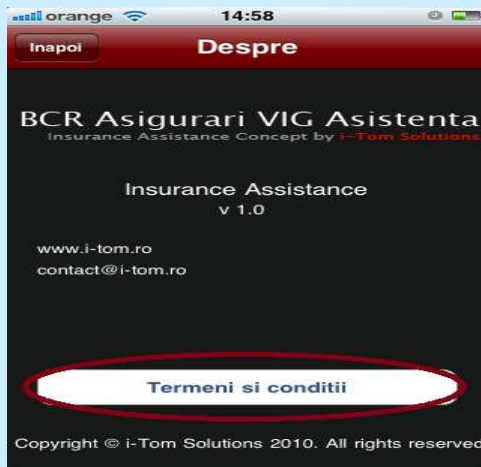 orange 14:58
Inapoi Despre
BCR Asigurari VIG Asistenta
Insurance Assistance Concept by i-Tom Solutions
Insurance Assistance
v 1.0
www.i-tom.ro
contact@i-tom.ro
Termeni si conditii
Copyright © i-Tom Solutions 2010. All rights reserved